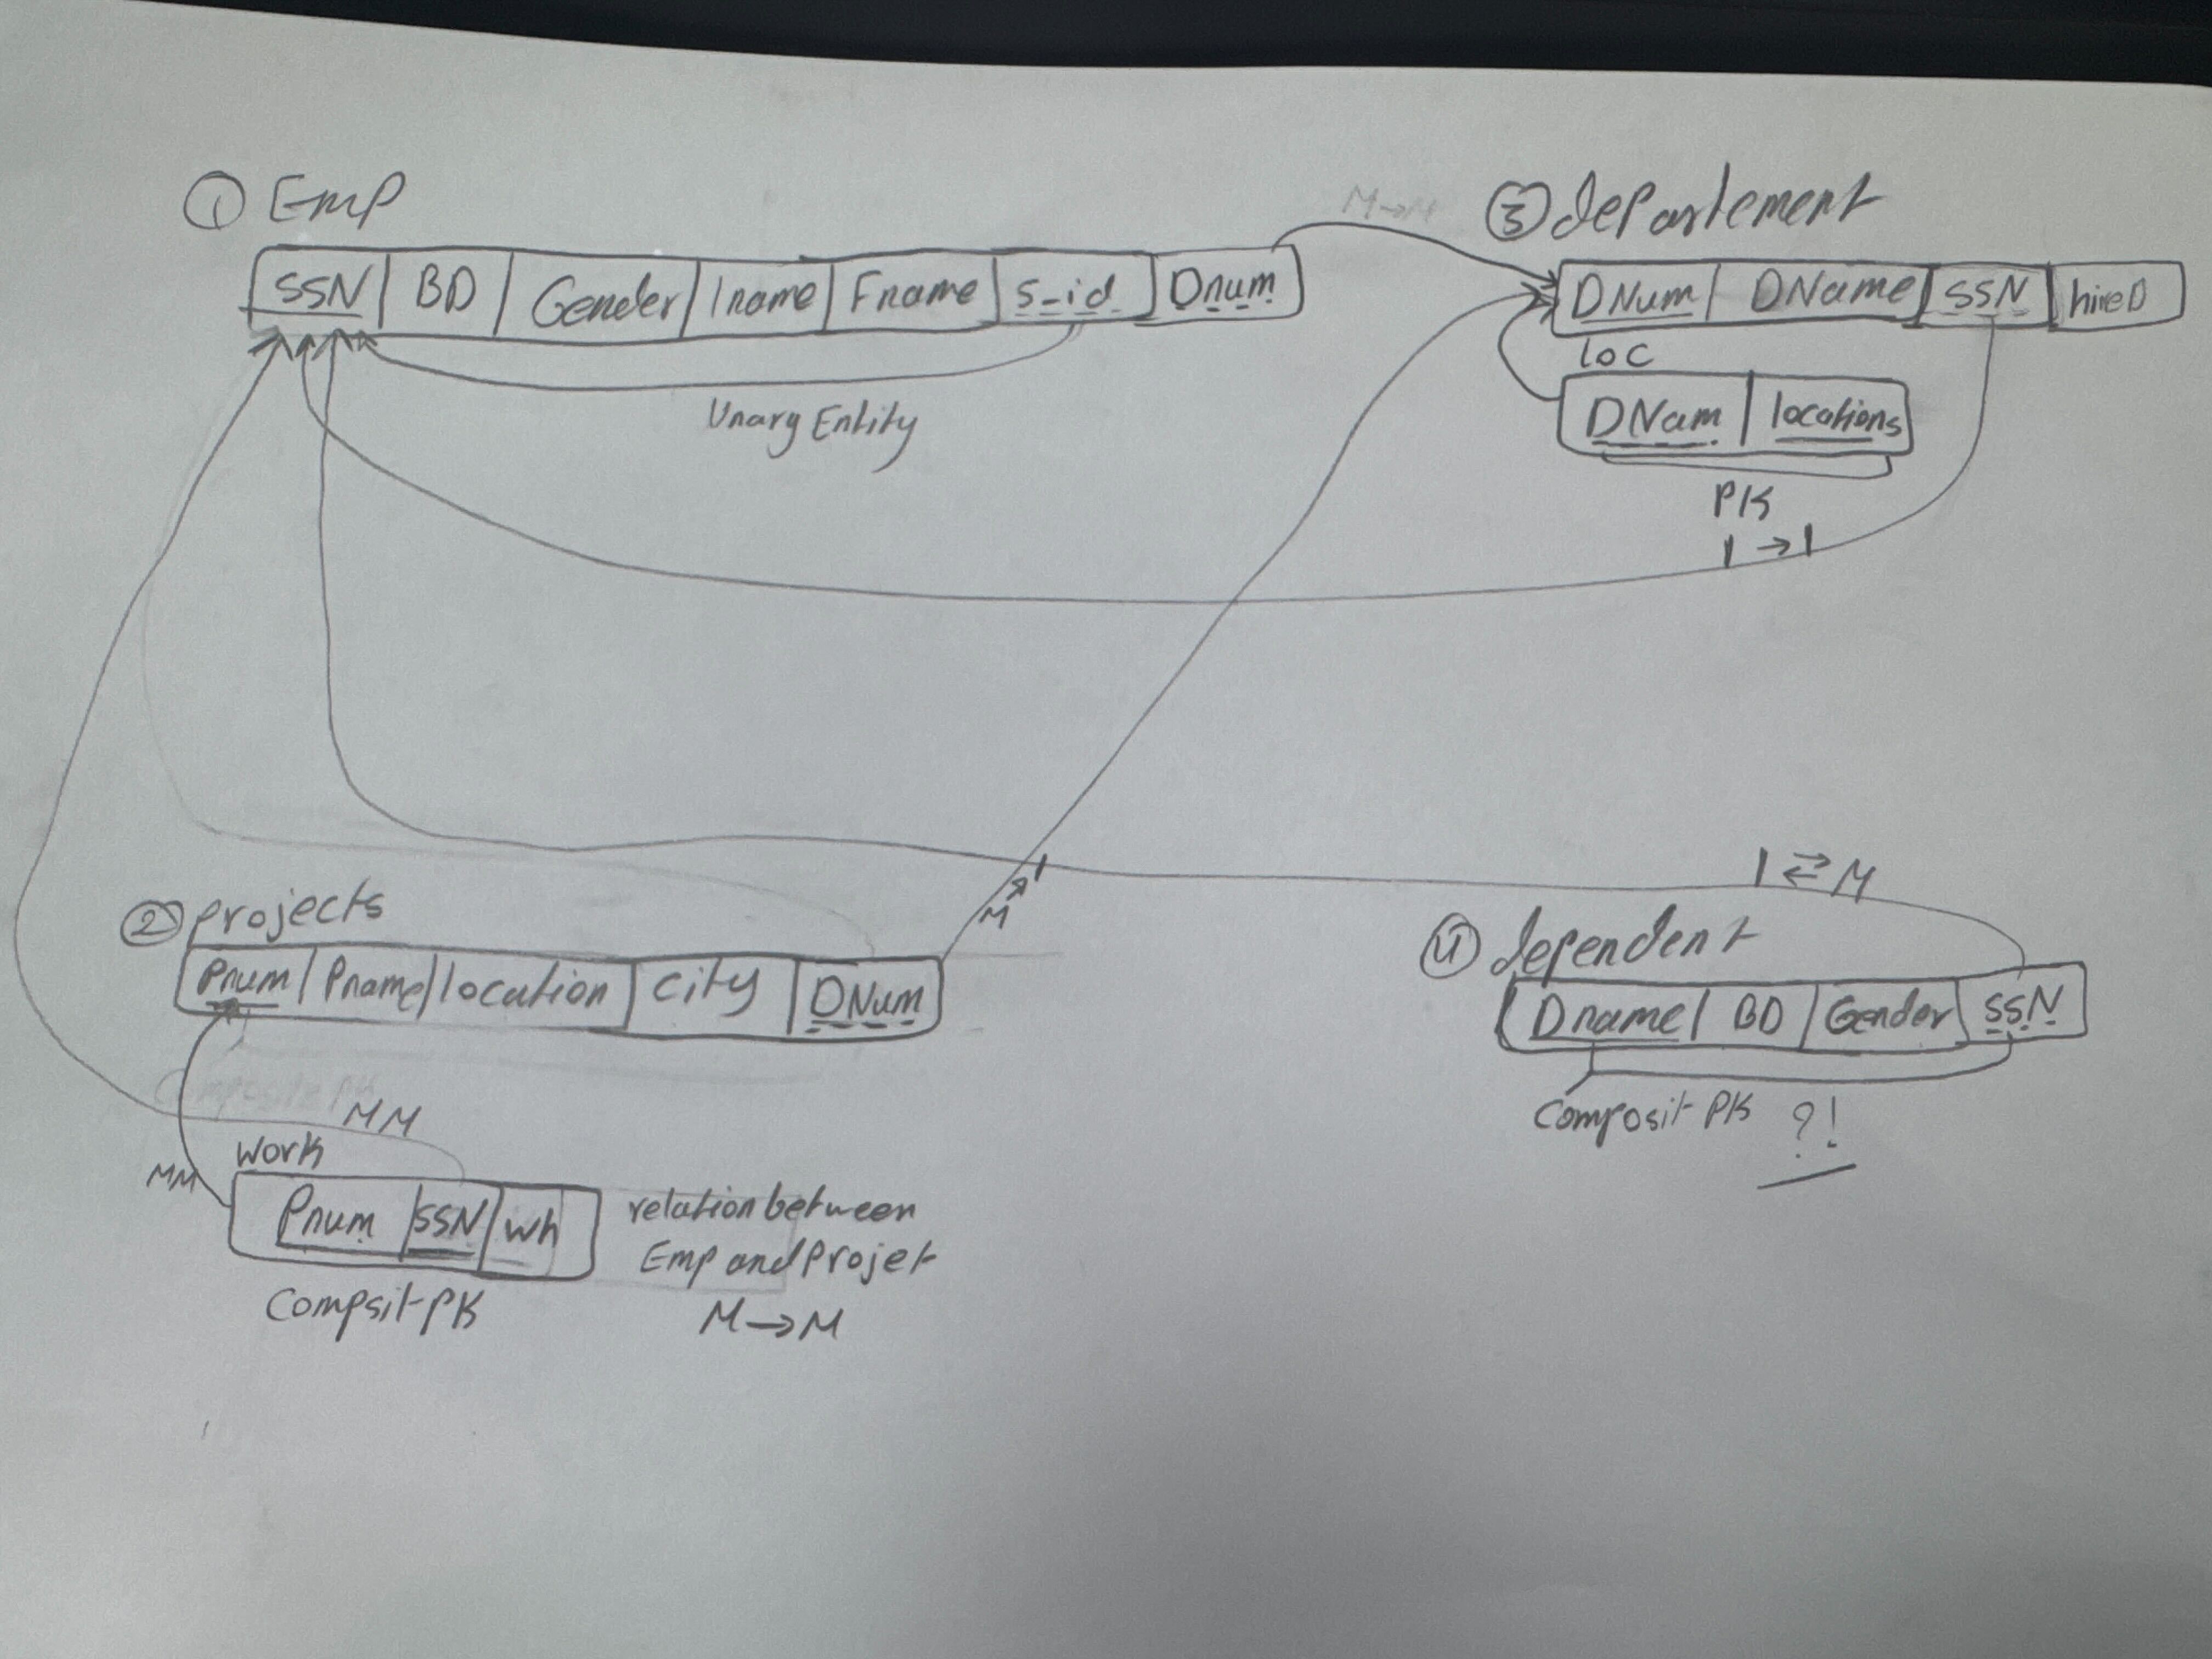 ① Emp
SSN BD Gender lname Fname S_id Dnum
Unary Entity
M→M
③ departement
DNum DName SSN hireD
loc
DNum locations
PK
1 → 1
② Projects
Pnum Pname location City DNum
M → 1
Composite PK
MM
MM
Work
Pnum SSN wh
Compsit PK
relation between
Emp and Projet
M → M
1 ⇄ M
④ dependent
Dname BD Gender SSN
Composit PK ?!